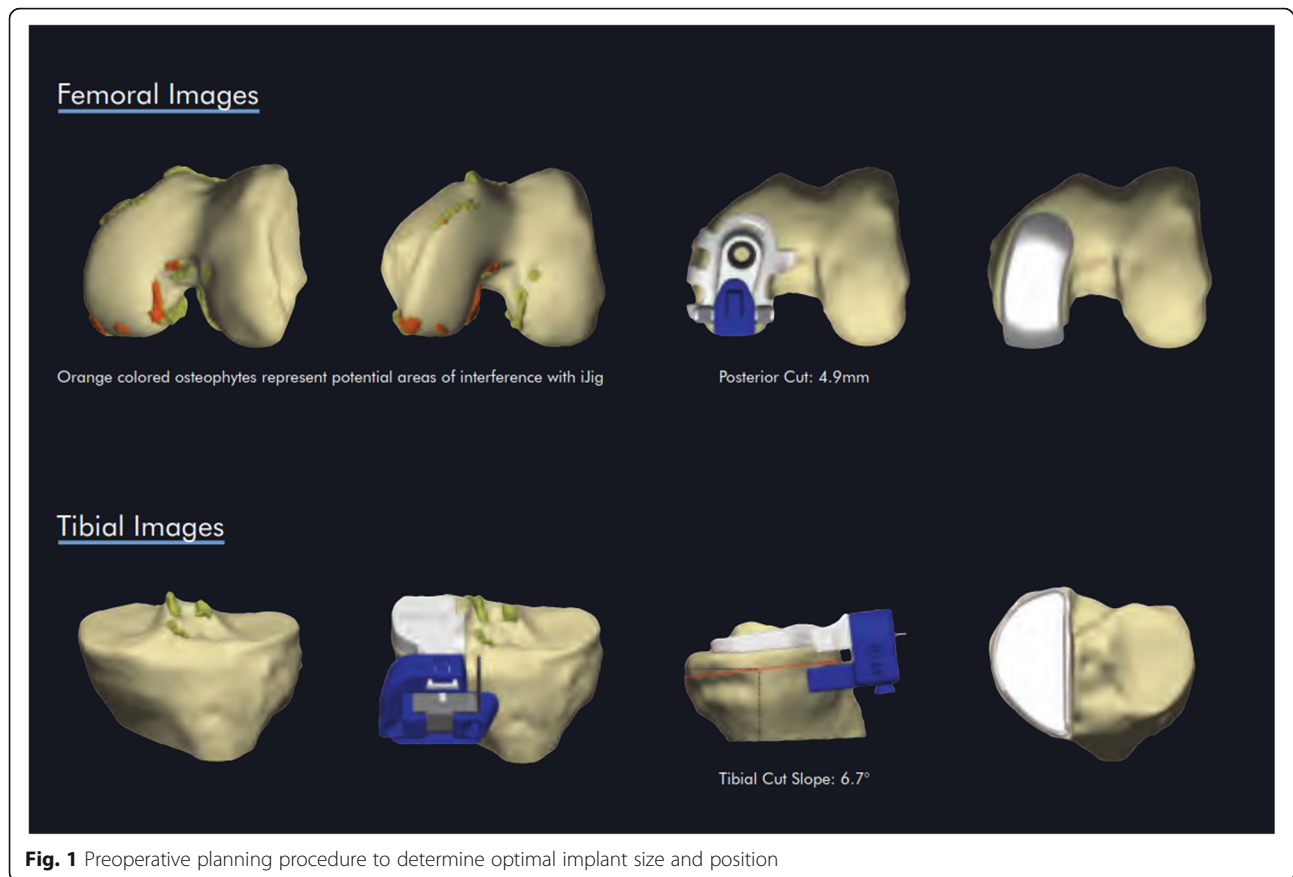 Femoral Images
Orange colored osteophytes represent potential areas of interference with iJig
Posterior Cut: 4.9mm
Tibial Images
Tibial Cut Slope: 6.7°
Fig. 1 Preoperative planning procedure to determine optimal implant size and position